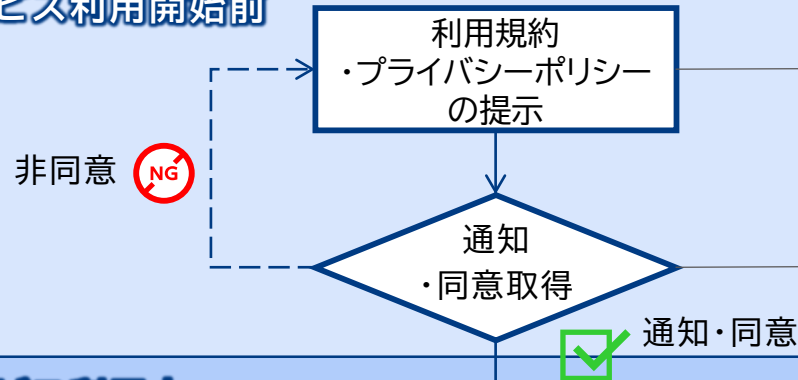 ビス利用開始前
利用規約
・プライバシーポリシー
の提示
非同意
NG
通知
・同意取得
通知・同意